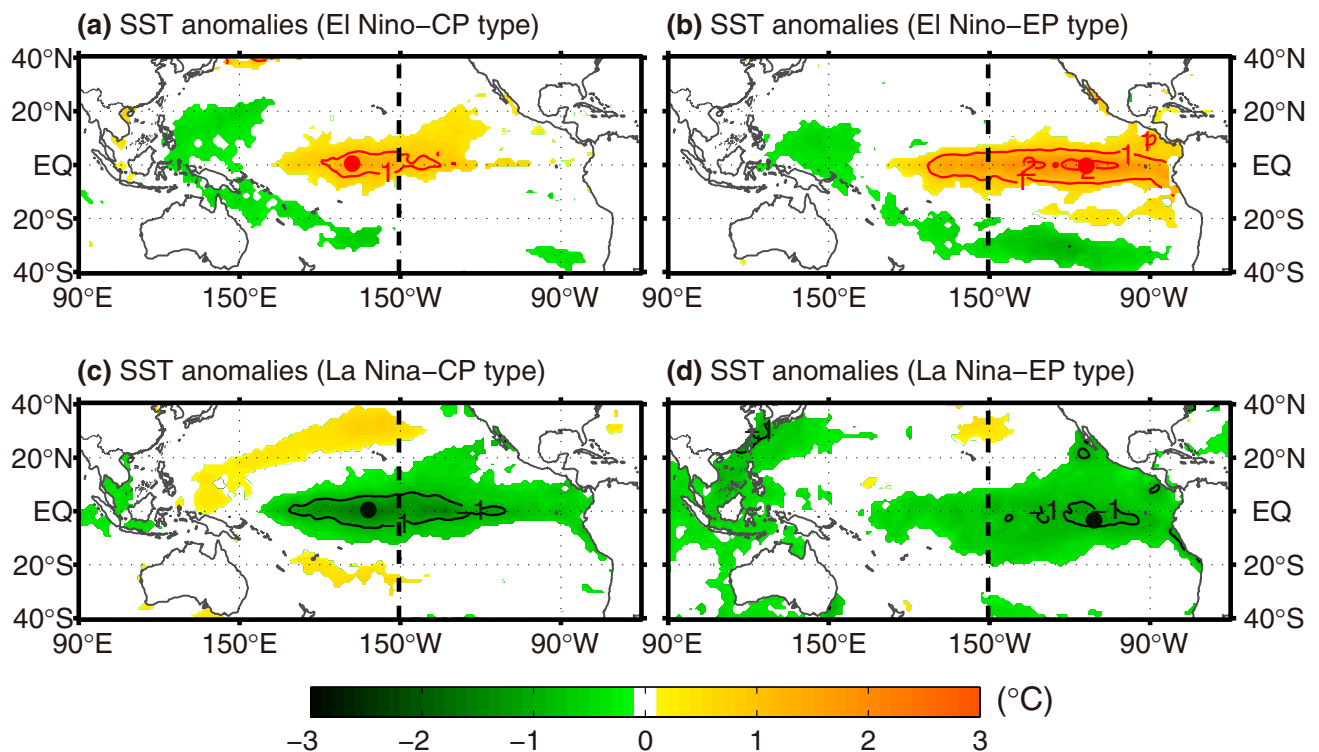 (a) SST anomalies (El Nino−CP type)
(b) SST anomalies (El Nino−EP type)
40°N
20°N
EQ
20°S
40°S
90°E
150°E
150°W
90°W
1
40°N
20°N
EQ
20°S
40°S
90°E
150°E
150°W
90°W
1
2
1
2
(c) SST anomalies (La Nina−CP type)
(d) SST anomalies (La Nina−EP type)
40°N
20°N
EQ
20°S
40°S
90°E
150°E
150°W
90°W
−1
40°N
20°N
EQ
20°S
40°S
90°E
150°E
150°W
90°W
−1
−1
−1
−3
−2
−1
0
1
2
3
(°C)